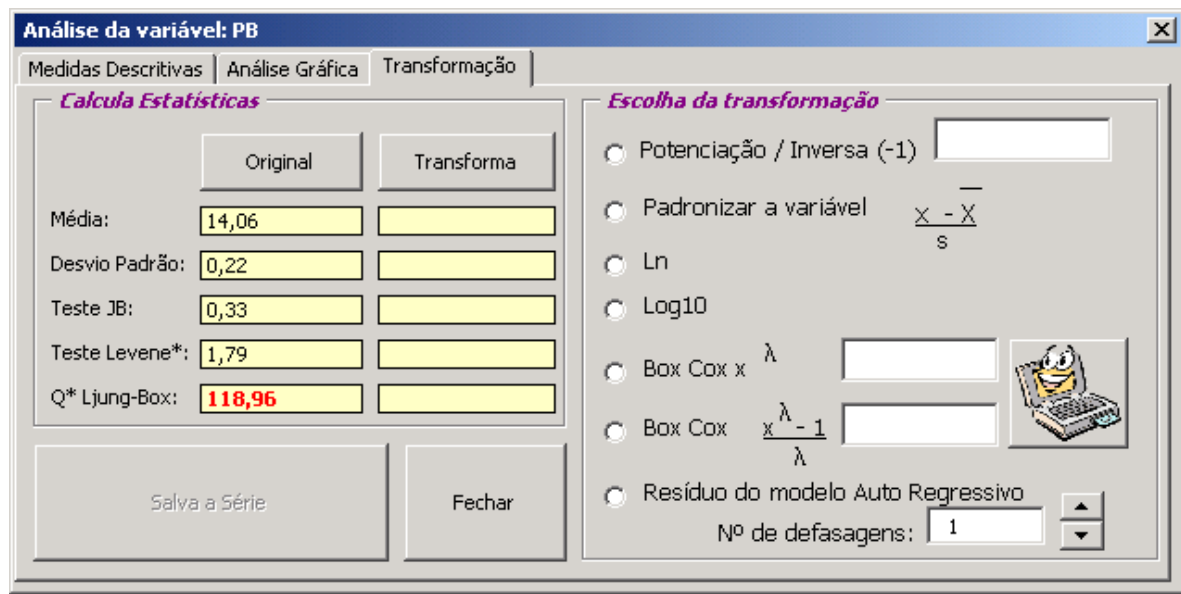 Análise da variável: PB
Medidas Descritivas
Análise Gráfica
Transformação
Calcula Estatísticas
Original
Transforma
Média:
14,06
Desvio Padrão:
0,22
Teste JB:
0,33
Teste Levene*:
1,79
Q* Ljung-Box:
118,96
Salva a Série
Fechar
Escolha da transformação
Potenciação / Inversa (-1)
Padronizar a variável
x - X̅
s
Ln
Log10
Box Cox x λ
Box Cox
x λ - 1
λ
Resíduo do modelo Auto Regressivo
Nº de defasagens:
1